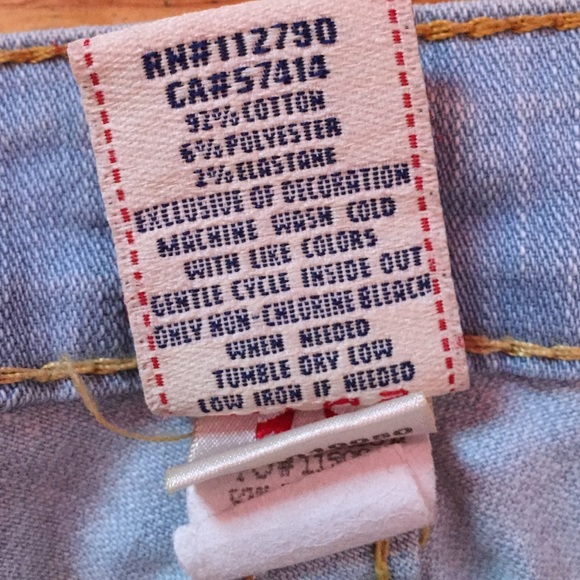 RN#112790
CA#57414
92% COTTON
6% POLYESTER
2% ELASTANE
EXCLUSIVE OF DECORATION
MACHINE WASH COLD
WITH LIKE COLORS
GENTLE CYCLE INSIDE OUT
ONLY NON-CHLORINE BLEACH
WHEN NEEDED
TUMBLE DRY LOW
LOW IRON IF NEEDED